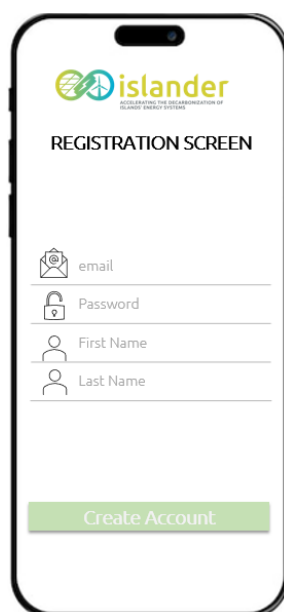 islander
ACCELERATING THE DECARBONIZATION OF
ISLANDS' ENERGY SYSTEMS
REGISTRATION SCREEN
email
Password
First Name
Last Name
Create Account